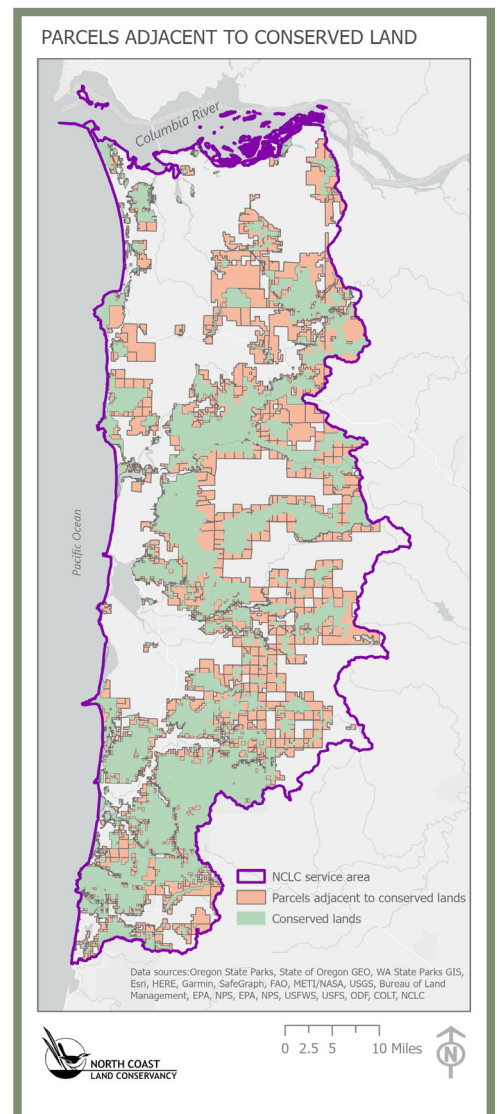 PARCELS ADJACENT TO CONSERVED LAND
Columbia River
Pacific Ocean
NCLC service area
Parcels adjacent to conserved lands
Conserved lands
Data sources:Oregon State Parks, State of Oregon GEO, WA State Parks GIS,
Esri, HERE, Garmin, SafeGraph, FAO, METI/NASA, USGS, Bureau of Land
Management, EPA, NPS, EPA, NPS, USFWS, USFS, ODF, COLT, NCLC
NORTH COAST
LAND CONSERVANCY
0 2.5 5 10 Miles
N